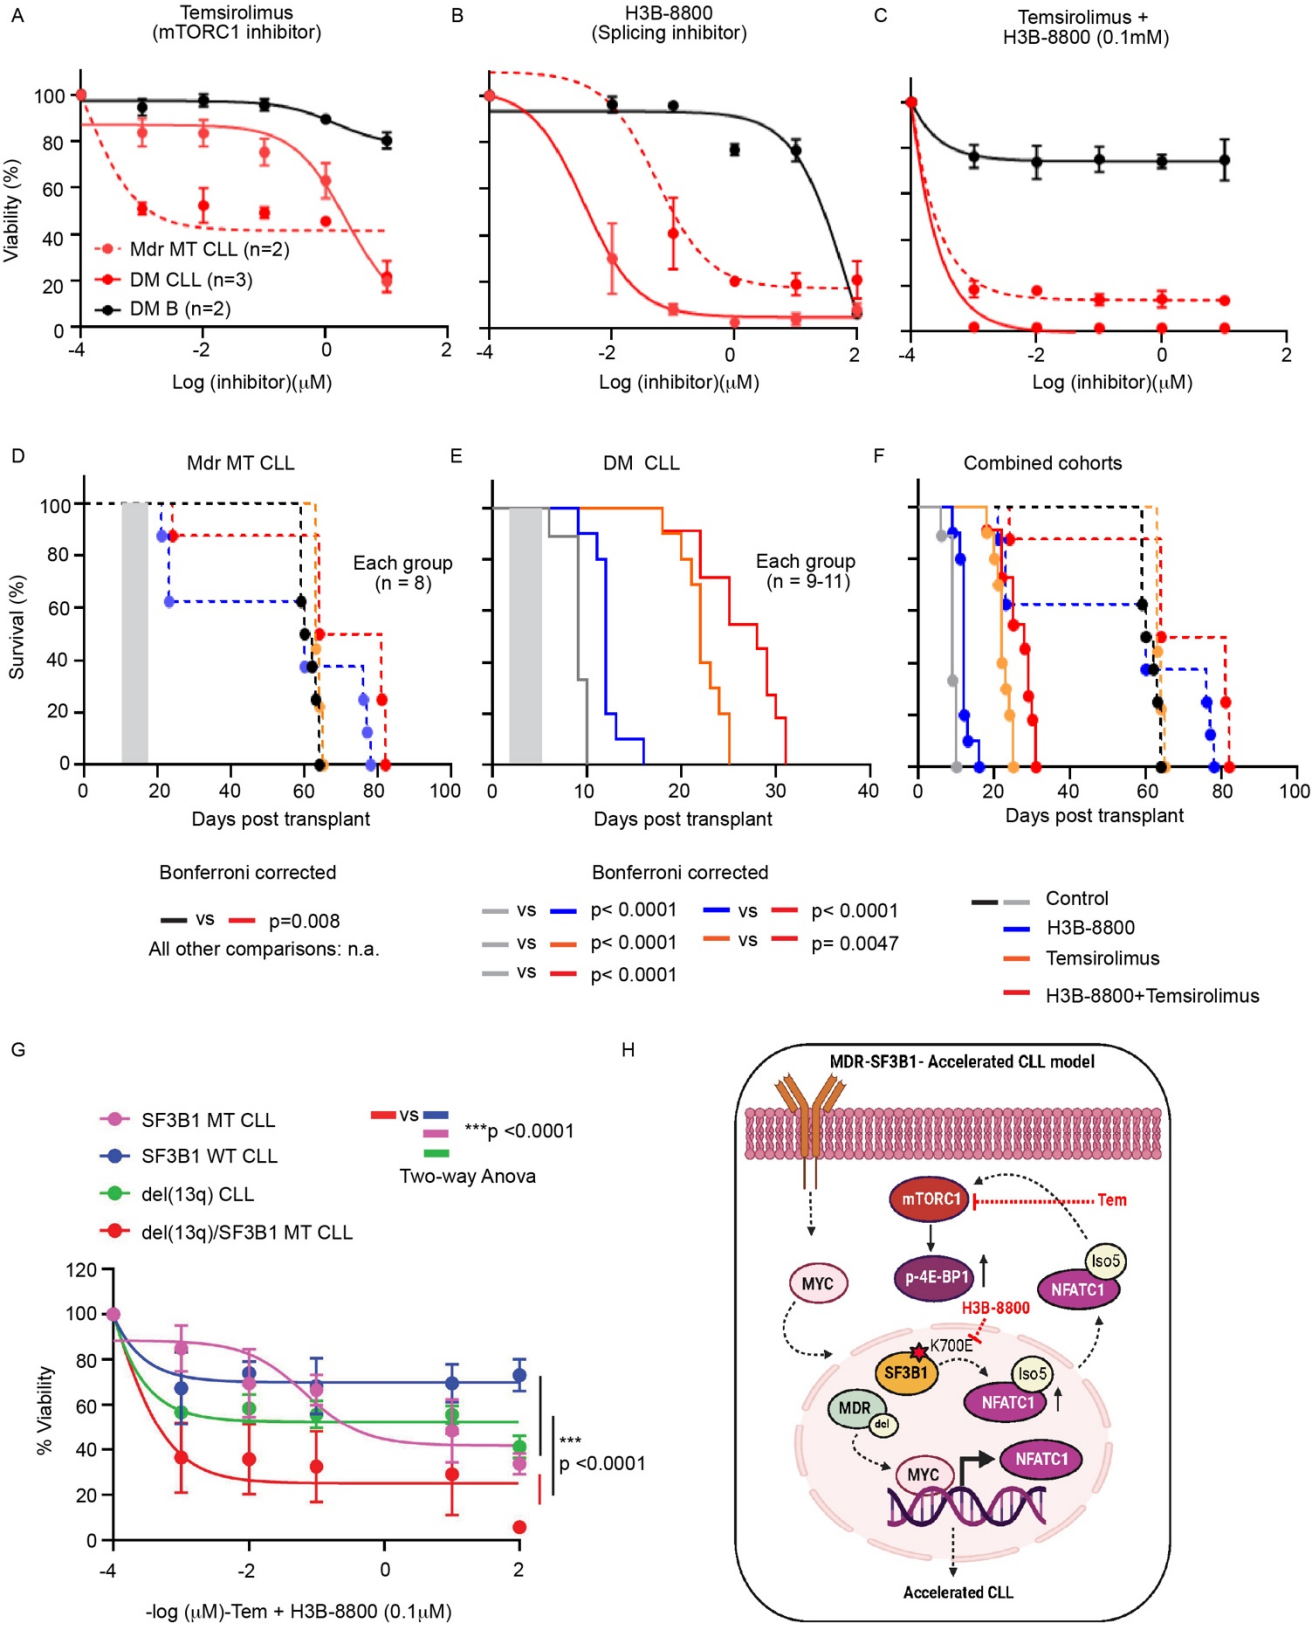 A
Temsirolimus
(mTORC1 inhibitor)
B
H3B-8800
(Splicing inhibitor)
C
Temsirolimus +
H3B-8800 (0.1mM)
Viability (%)
100
80
60
40
20
0
Mdr MT CLL (n=2)
DM CLL (n=3)
DM B (n=2)
-4
-2
0
2
Log (inhibitor)(μM)
-4
-2
0
2
Log (inhibitor)(μM)
-4
-2
0
2
Log (inhibitor)(μM)
D
Mdr MT CLL
E
DM CLL
F
Combined cohorts
Survival (%)
100
80
60
40
20
0
Each group
(n = 8)
Each group
(n = 9-11)
0
20
40
60
80
100
Days post transplant
0
10
20
30
40
Days post transplant
0
20
40
60
80
100
Days post transplant
Bonferroni corrected
vs
p=0.008
All other comparisons: n.a.
Bonferroni corrected
vs
p< 0.0001
vs
p< 0.0001
vs
p< 0.0001
vs
p= 0.0047
vs
p< 0.0001
Control
H3B-8800
Temsirolimus
H3B-8800+Temsirolimus
G
SF3B1 MT CLL
SF3B1 WT CLL
del(13q) CLL
del(13q)/SF3B1 MT CLL
vs
***p <0.0001
Two-way Anova
% Viability
120
100
80
60
40
20
0
***
p <0.0001
-4
-2
0
2
-log (μM)-Tem + H3B-8800 (0.1μM)
H
MDR-SF3B1- Accelerated CLL model
mTORC1
Tem
MYC
p-4E-BP1
Iso5
NFATC1
H3B-8800
K700E
SF3B1
Iso5
NFATC1
MDR
del
MYC
NFATC1
Accelerated CLL